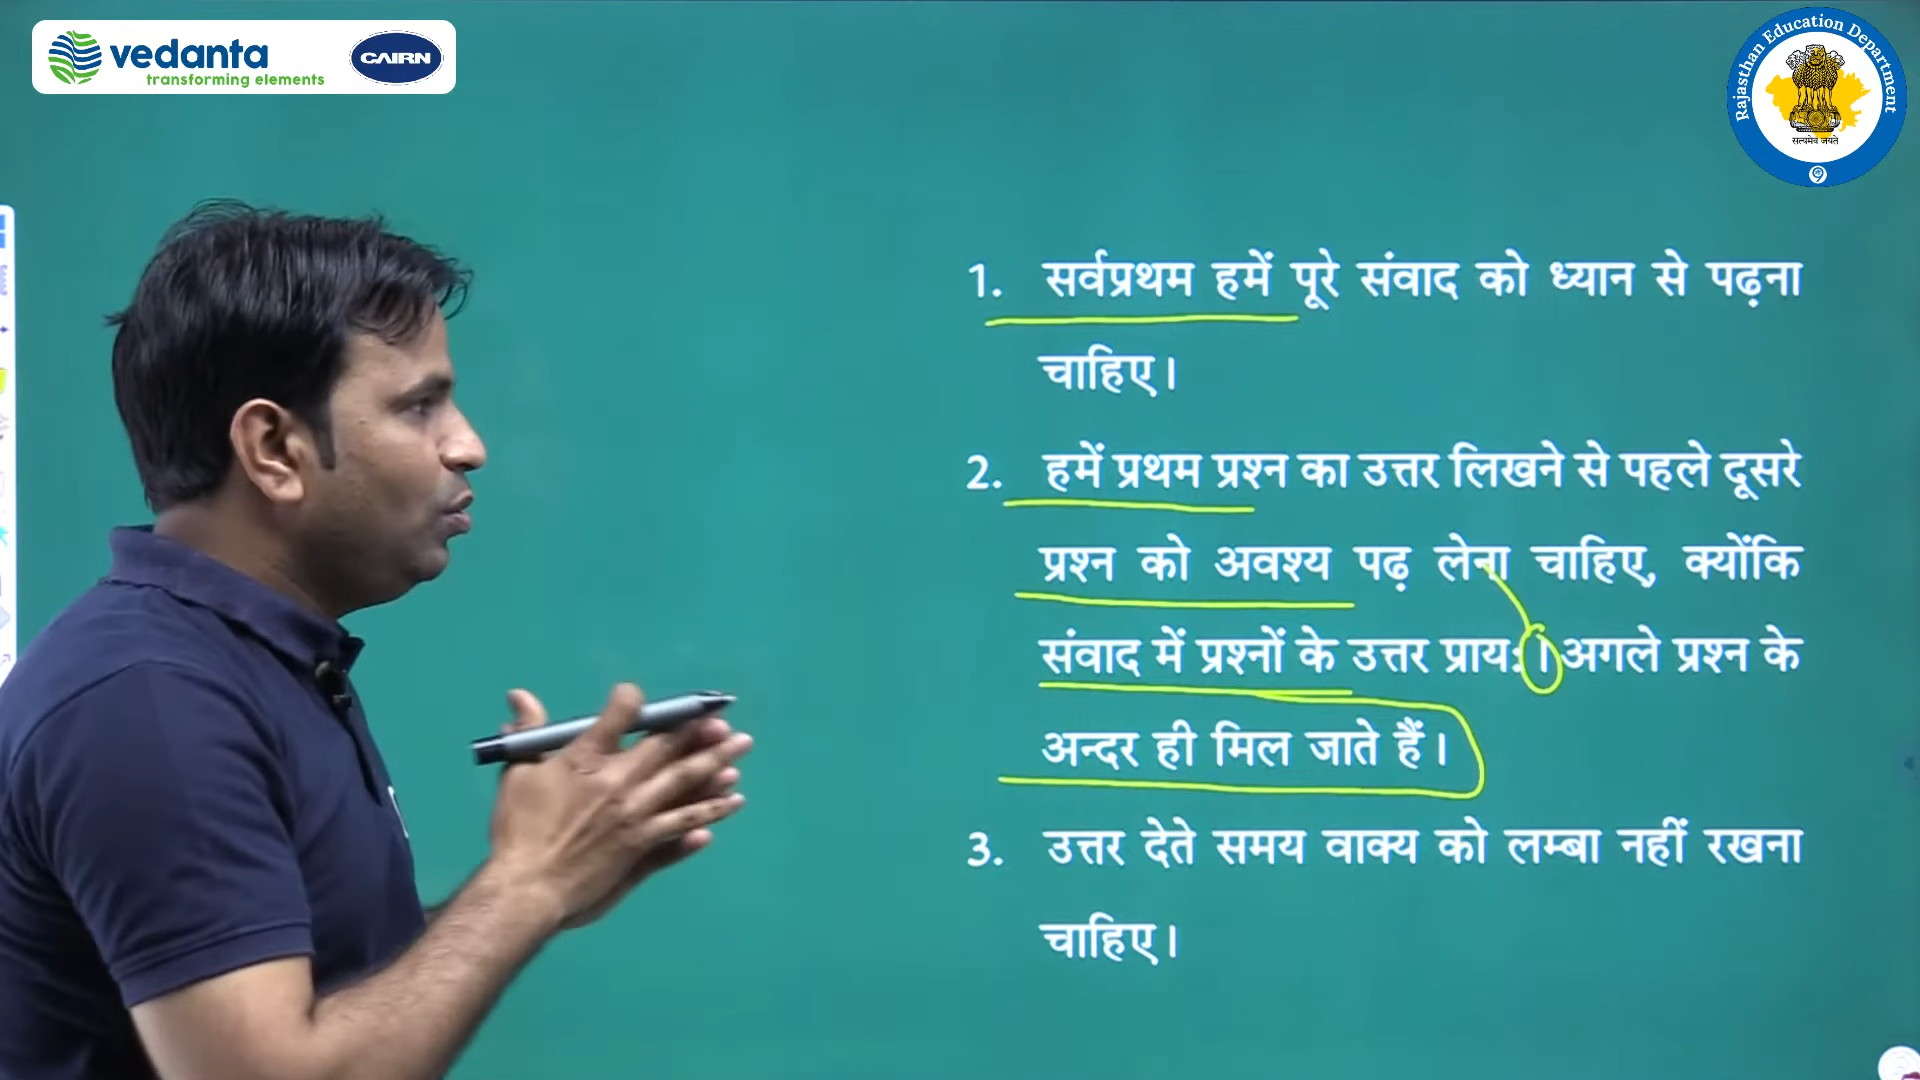 vedanta
transforming elements
CAIRN
Rajasthan Education Department
सत्यमेव जयते
1. सर्वप्रथम हमें पूरे संवाद को ध्यान से पढ़ना
चाहिए।
2. हमें प्रथम प्रश्न का उत्तर लिखने से पहले दूसरे
प्रश्न को अवश्य पढ़ लेना चाहिए, क्योंकि
संवाद में प्रश्नों के उत्तर प्रायः। अगले प्रश्न के
अन्दर ही मिल जाते हैं।
3. उत्तर देते समय वाक्य को लम्बा नहीं रखना
चाहिए।